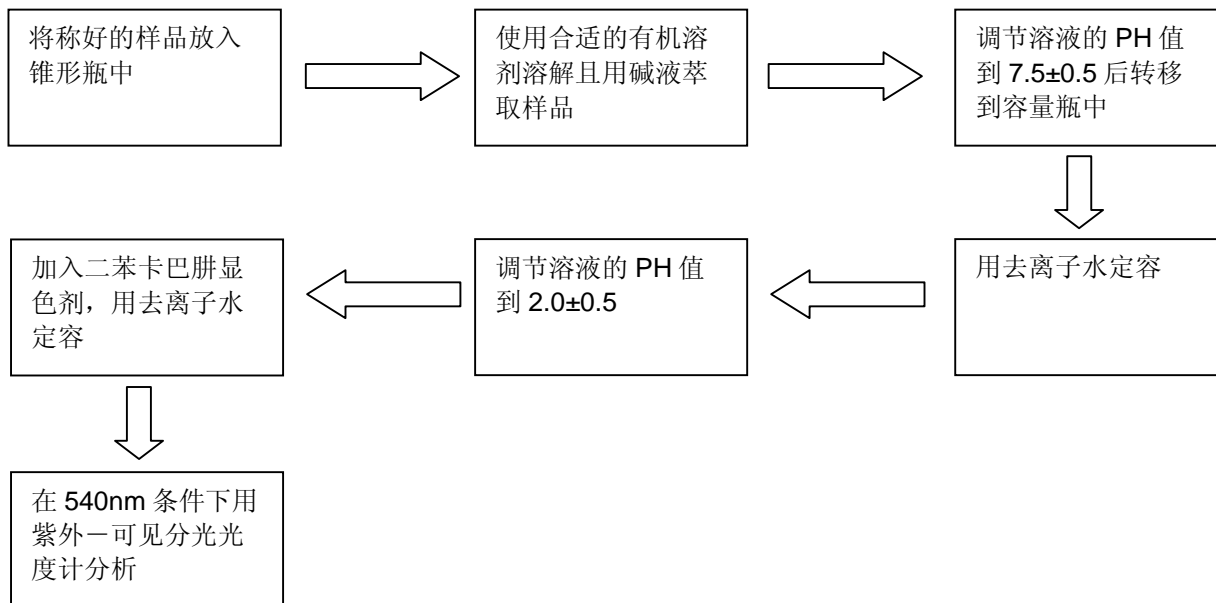 将称好的样品放入
锥形瓶中
使用合适的有机溶
剂溶解且用碱液萃
取样品
调节溶液的 PH 值
到 7.5±0.5 后转移
到容量瓶中
用去离子水定容
调节溶液的 PH 值
到 2.0±0.5
加入二苯卡巴肼显
色剂，用去离子水
定容
在 540nm 条件下用
紫外－可见分光光
度计分析